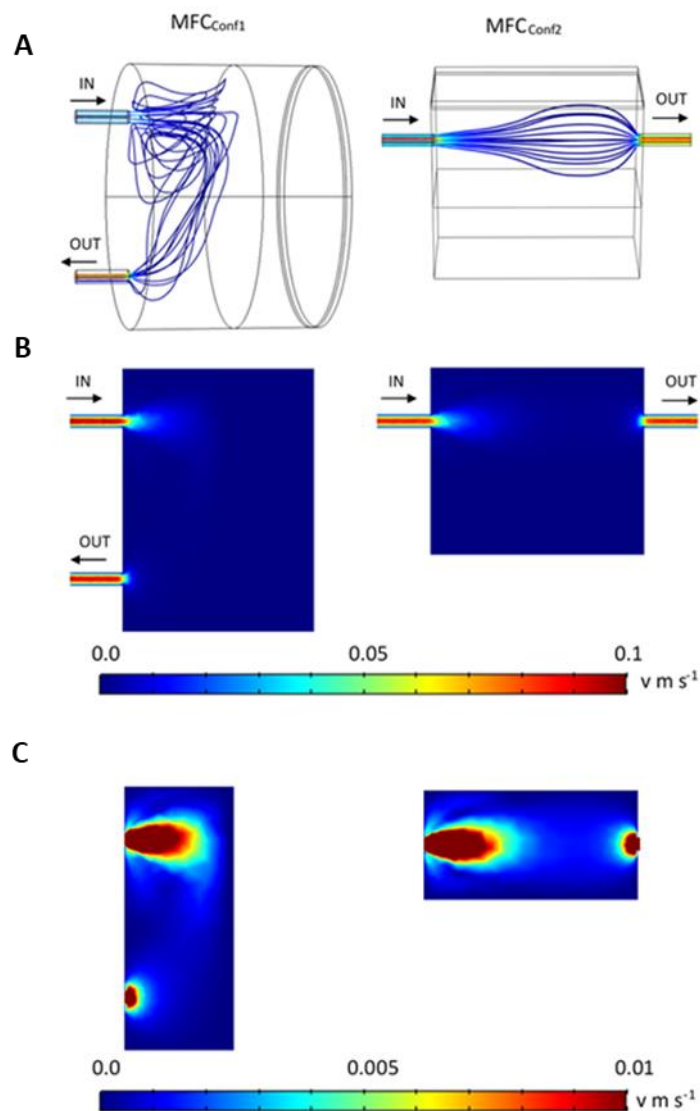 MFCConf1
MFCConf2
A
IN
IN
OUT
OUT
B
IN
IN
OUT
OUT
0.0
0.05
0.1
v m s-1
C
0.0
0.005
0.01
v m s-1